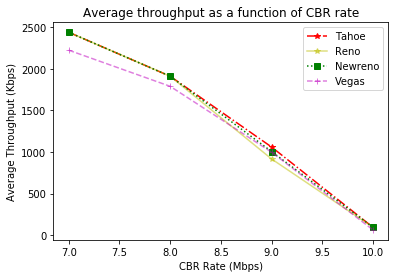 Average throughput as a function of CBR rate
Average Throughput (Kbps)
2500
2000
1500
1000
500
0
Tahoe
Reno
Newreno
Vegas
7.0 7.5 8.0 8.5 9.0 9.5 10.0
CBR Rate (Mbps)